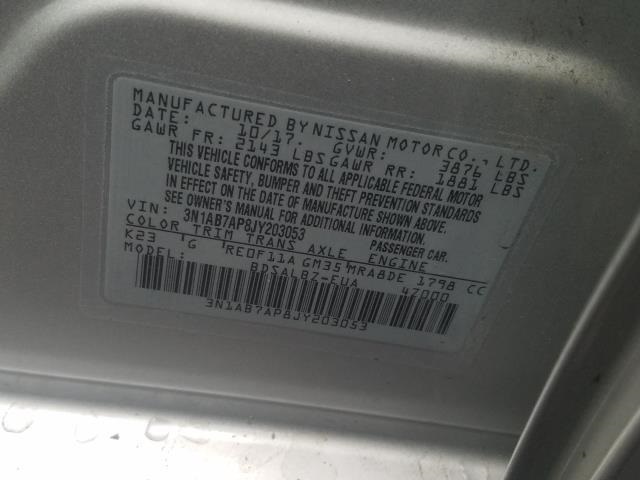 MANUFACTURED BY NISSAN MOTOR CO., LTD.
DATE: 10/17. GVWR: 3876 LBS
GAWR FR: 2143 LBS GAWR RR: 1881 LBS
THIS VEHICLE CONFORMS TO ALL APPLICABLE FEDERAL MOTOR
VEHICLE SAFETY, BUMPER, AND THEFT PREVENTION STANDARDS
IN EFFECT ON THE DATE OF MANUFACTURE SHOWN ABOVE.
SEE OWNER'S MANUAL FOR ADDITIONAL INFORMATION.
VIN: 3N1AB7AP8JY203053 PASSENGER CAR.
COLOR TRIM TRANS AXLE ENGINE
K23 G RE0F11A GM35 MRA8DE 1798 CC
MODEL: BDSALBZ-EUA 47000
3N1AB7AP8JY203053